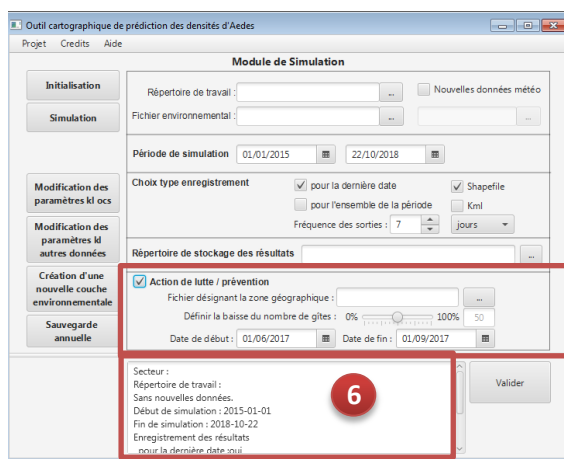 Outil cartographique de prédiction des densités d'Aedes
Projet Credits Aide
Module de Simulation
Initialisation
Simulation
Modification des
paramètres kl ocs
Modification des
paramètres kl
autres données
Création d'une
nouvelle couche
environnementale
Sauvegarde
annuelle
Répertoire de travail : ... Nouvelles données météo
Fichier environnemental : ... ...
Période de simulation 01/01/2015 22/10/2018
Choix type enregistrement pour la dernière date Shapefile
pour l'ensemble de la période Kml
Fréquence des sorties : 7 jours
Répertoire de stockage des résultats ...
Action de lutte / prévention
Fichier désignant la zone géographique : ...
Définir la baisse du nombre de gîtes : 0% 100% 50
Date de début : 01/06/2017 Date de fin : 01/09/2017
Secteur :
Répertoire de travail :
Sans nouvelles données.
Début de simulation : 2015-01-01
Fin de simulation : 2018-10-22
Enregistrement des résultats
pour la dernière date :oui
6
Valider